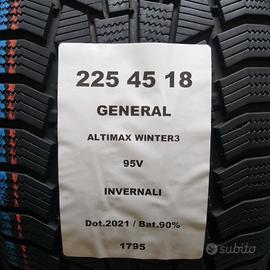 225 45 18
GENERAL
ALTIMAX WINTER3
95V
INVERNALI
Dot.2021 / Bat.90%
1795
subito